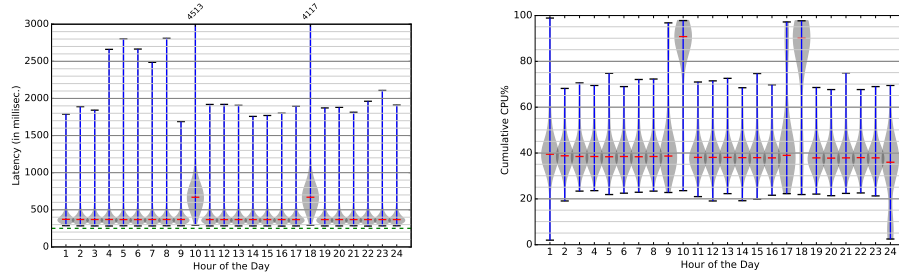 4513
4117
3000
2500
2000
1500
1000
500
0
Latency (in millisec.)
1 2 3 4 5 6 7 8 9 10 11 12 13 14 15 16 17 18 19 20 21 22 23 24
Hour of the Day
100
80
60
40
20
0
Cumulative CPU%
1 2 3 4 5 6 7 8 9 10 11 12 13 14 15 16 17 18 19 20 21 22 23 24
Hour of the Day